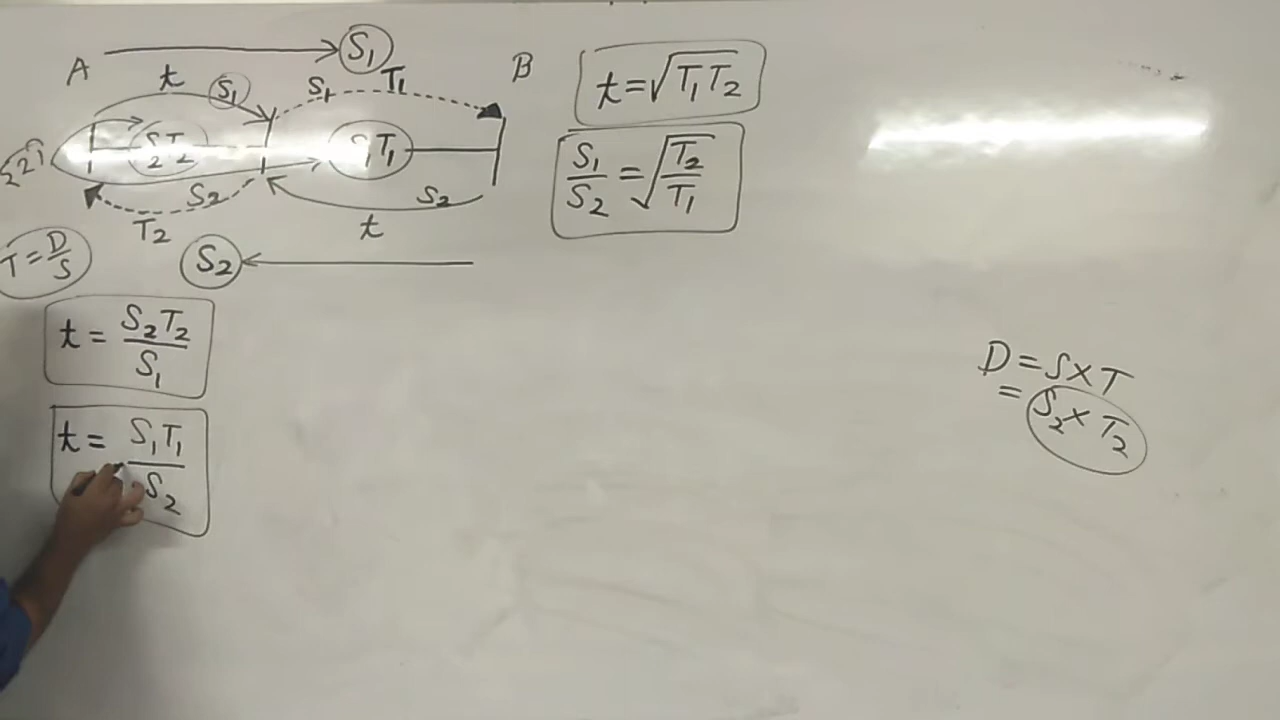 A S₁ B
t S₁ S₁ T₁
S₂T₂ T₁
S₂ S₂
T₂ t
T = D/S S₂
t = √T₁T₂
S₁/S₂ = √T₂/T₁
t = S₂T₂/S₁
t = S₁T₁/S₂
D = S × T
= S₂ × T₂